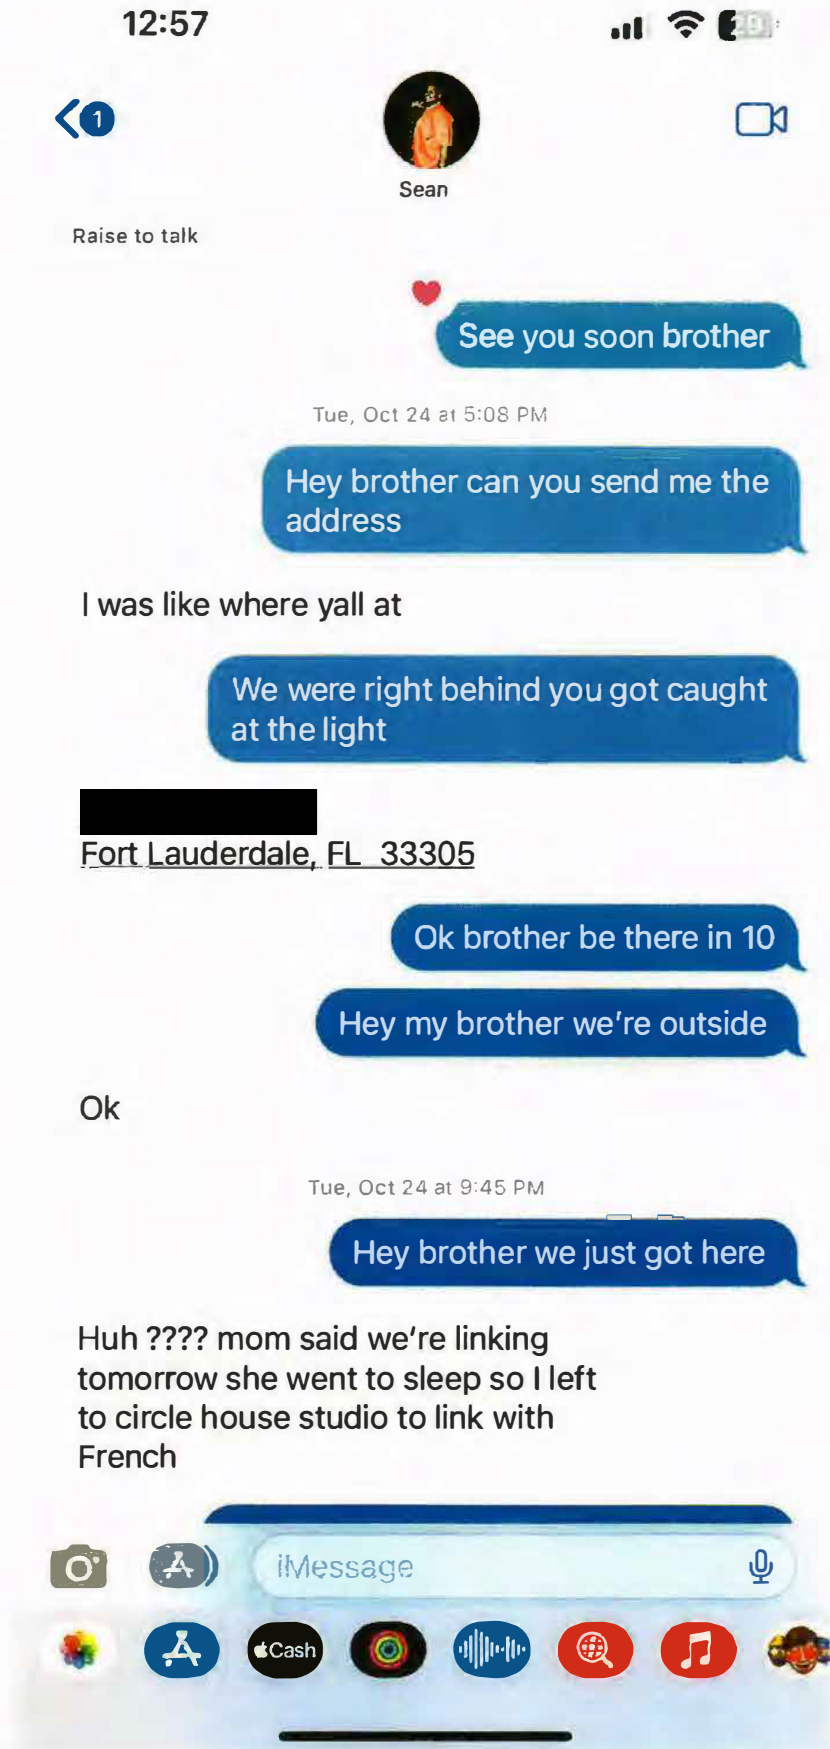 12:57
1
Sean
Raise to talk
See you soon brother
Tue, Oct 24 at 5:08 PM
Hey brother can you send me the
address
I was like where yall at
We were right behind you got caught
at the light
Fort Lauderdale, FL 33305
Ok brother be there in 10
Hey my brother we're outside
Ok
Tue, Oct 24 at 9:45 PM
Hey brother we just got here
Huh ???? mom said we're linking
tomorrow she went to sleep so I left
to circle house studio to link with
French
iMessage
Cash